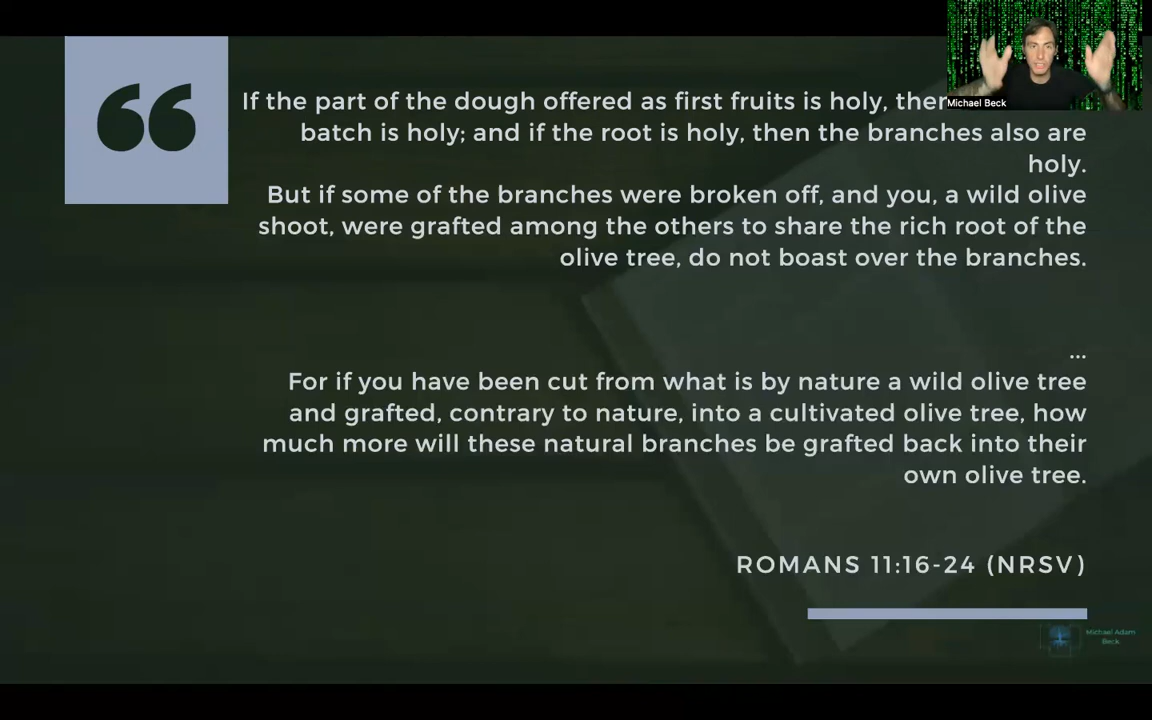 If the part of the dough offered as first fruits is holy, then
batch is holy; and if the root is holy, then the branches also are
holy.
But if some of the branches were broken off, and you, a wild olive
shoot, were grafted among the others to share the rich root of the
olive tree, do not boast over the branches.
...
For if you have been cut from what is by nature a wild olive tree
and grafted, contrary to nature, into a cultivated olive tree, how
much more will these natural branches be grafted back into their
own olive tree.
ROMANS 11:16-24 (NRSV)
Michael Beck
Michael Adam
Beck